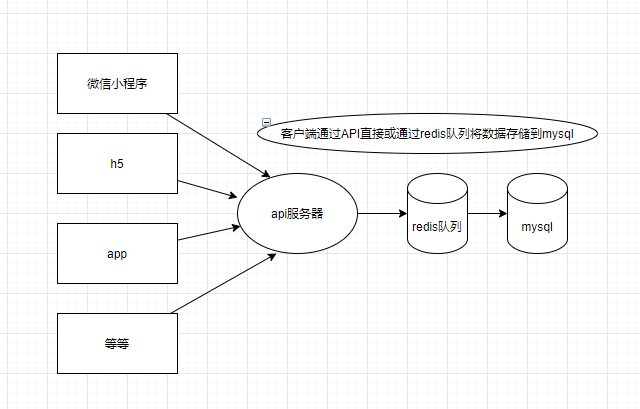 微信小程序
客户端通过API直接或通过redis队列将数据存储到mysql
h5
api服务器
redis队列
mysql
app
等等